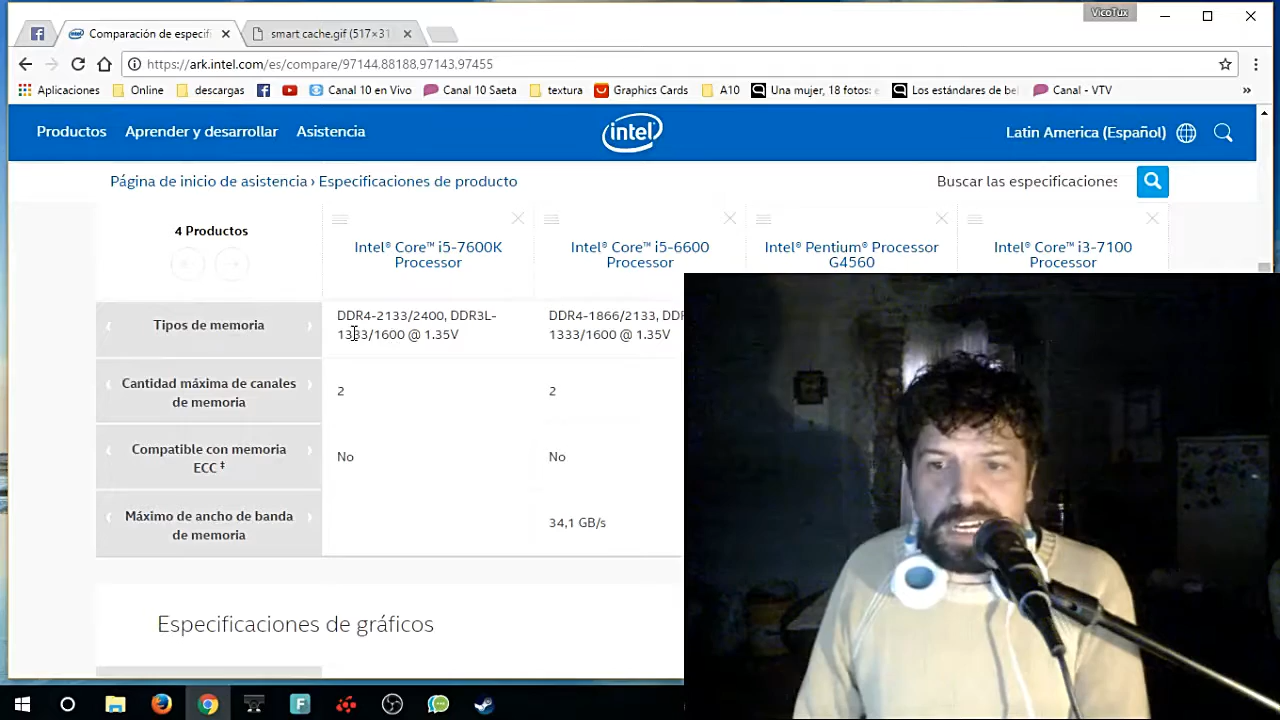 VicoTux
Comparación de especifi
smart cache.gif (517×31
https://ark.intel.com/es/compare/97144.88188.97143.97455
Aplicaciones
Online
descargas
Canal 10 en Vivo
Canal 10 Saeta
textura
Graphics Cards
A10
Una mujer, 18 fotos:
Los estándares de bel
Canal - VTV
»
Productos
Aprender y desarrollar
Asistencia
intel
Latin America (Español)
Página de inicio de asistencia › Especificaciones de producto
Buscar las especificaciones
4 Productos
Intel® Core™ i5-7600K
Processor
Intel® Core™ i5-6600
Processor
Intel® Pentium® Processor
G4560
Intel® Core™ i3-7100
Processor
Tipos de memoria
DDR4-2133/2400, DDR3L-
1333/1600 @ 1.35V
DDR4-1866/2133, DDR
1333/1600 @ 1.35V
Cantidad máxima de canales
de memoria
2
2
Compatible con memoria
ECC ‡
No
No
Máximo de ancho de banda
de memoria
34,1 GB/s
Especificaciones de gráficos